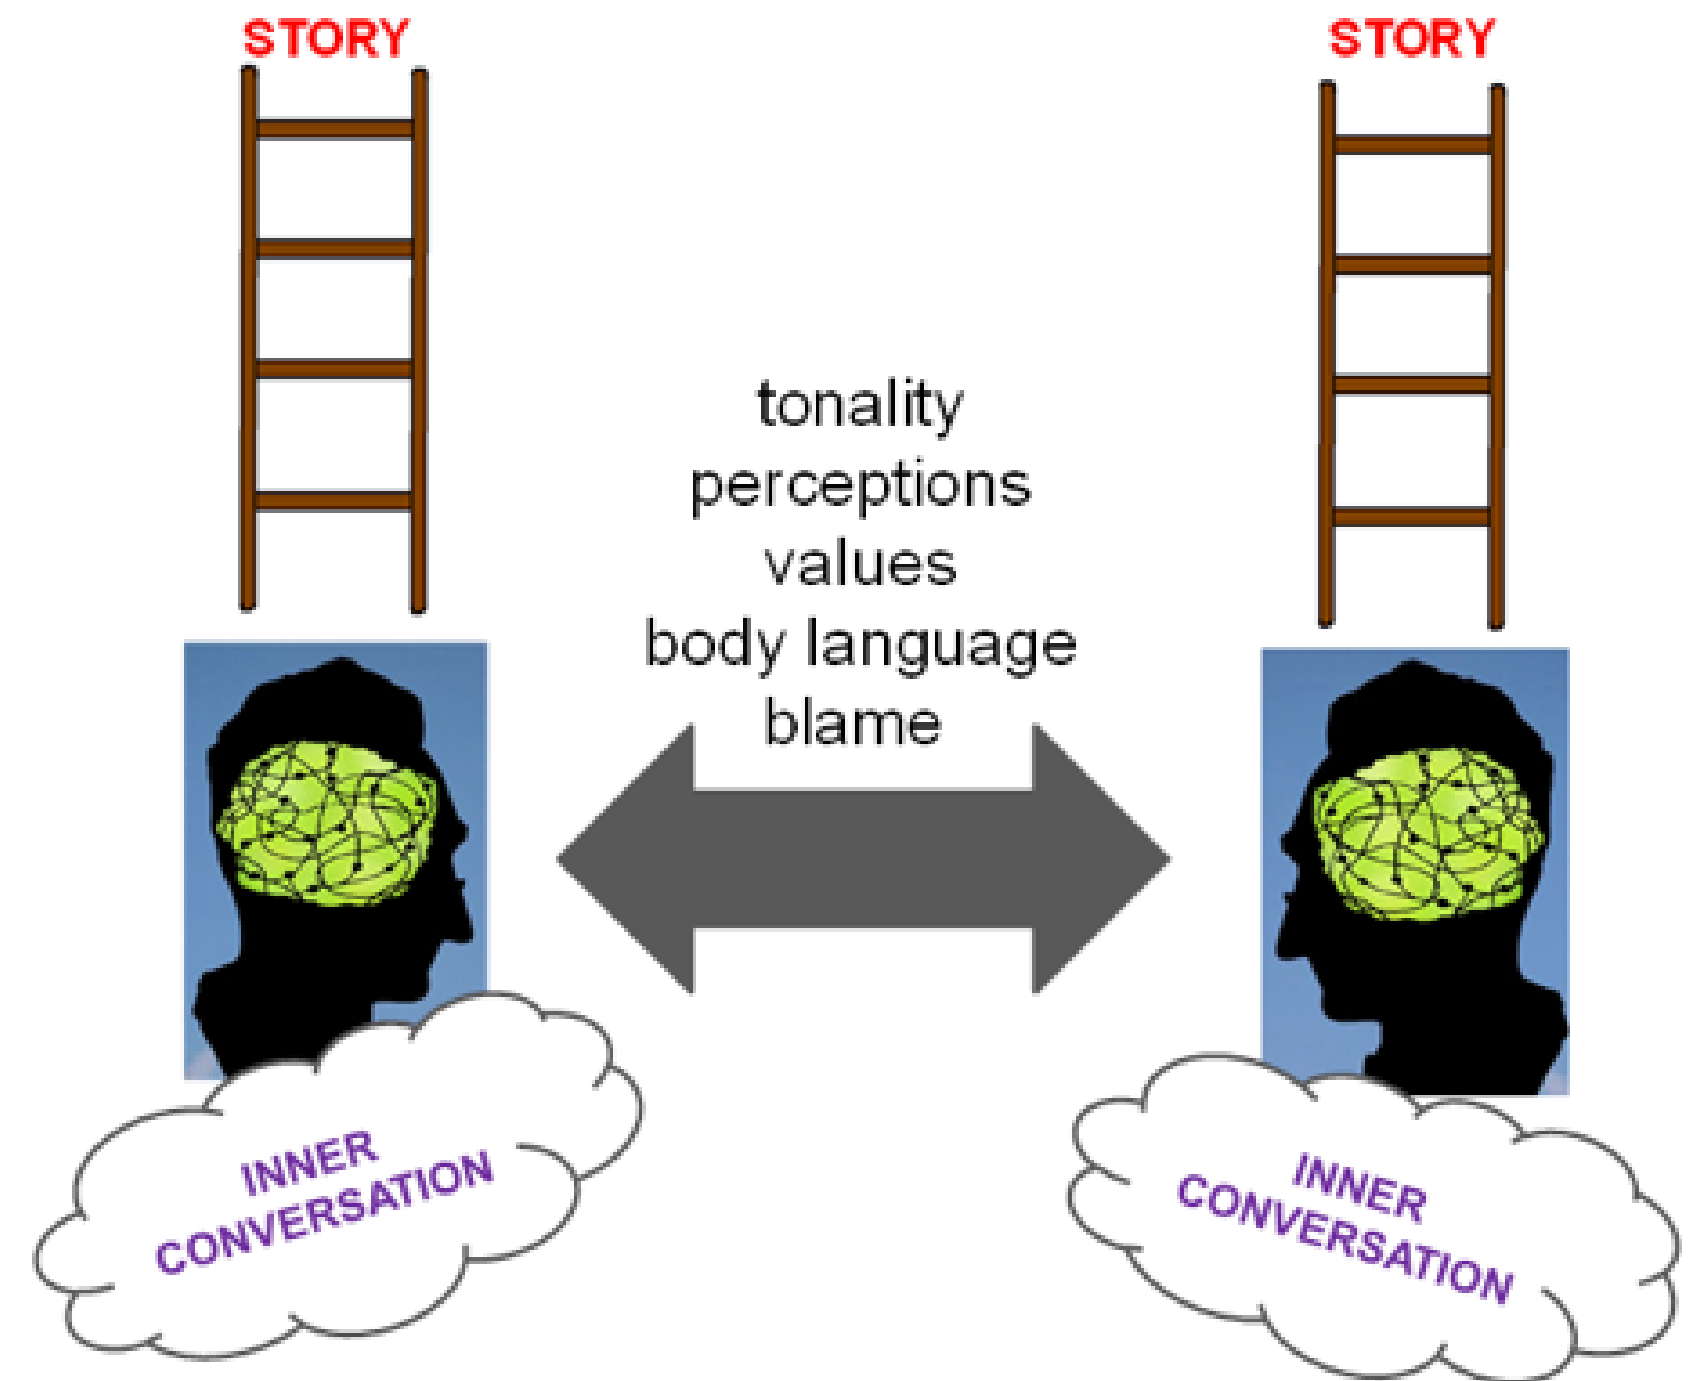 STORY
STORY
tonality
perceptions
values
body language
blame
INNER
CONVERSATION
INNER
CONVERSATION